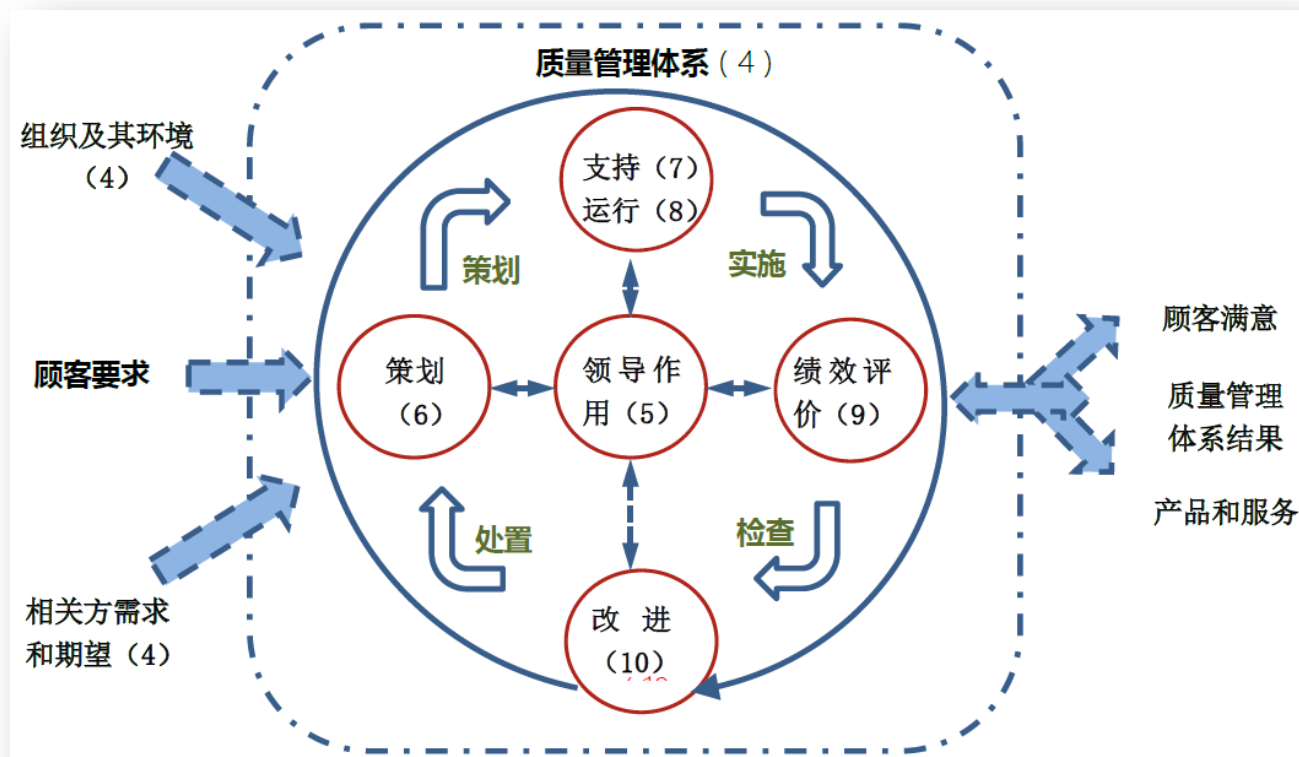 质量管理体系（4）
组织及其环境
（4）
支持（7）
运行（8）
策划
实施
顾客要求
策划
（6）
领导作
用（5）
绩效评
价（9）
顾客满意
质量管理
体系结果
产品和服务
处置
检查
相关方需求
和期望（4）
改 进
（10）